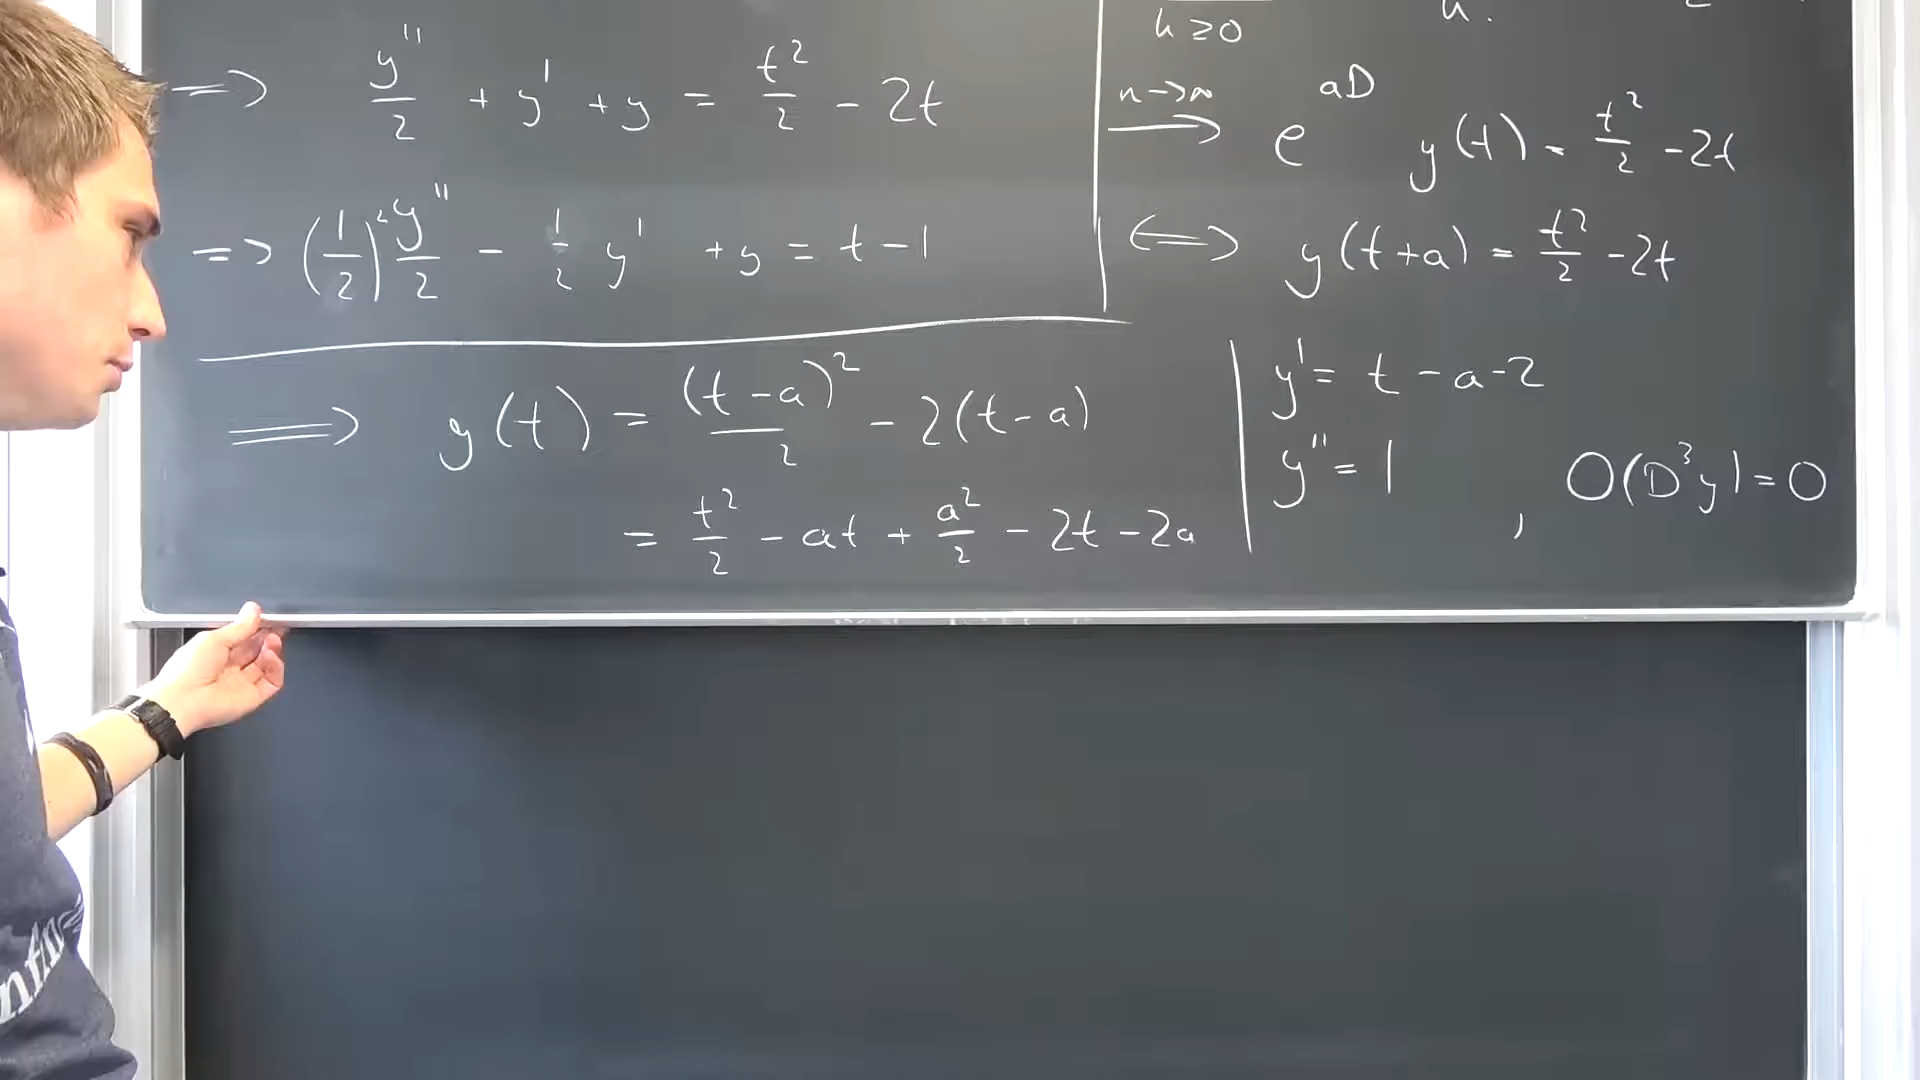 => y''/2 + y' + y = t²/2 - 2t
=> (1/2)² y''/2 - 1/2 y' + y = t - 1
k ≥ 0
n → ∞
⟶ e^{aD} y(t) = t²/2 - 2t
<=> y(t+a) = t²/2 - 2t
⟹ y(t) = (t-a)²/2 - 2(t-a)
= t²/2 - at + a²/2 - 2t - 2a
y' = t - a - 2
y'' = 1 , O(D³y) = 0